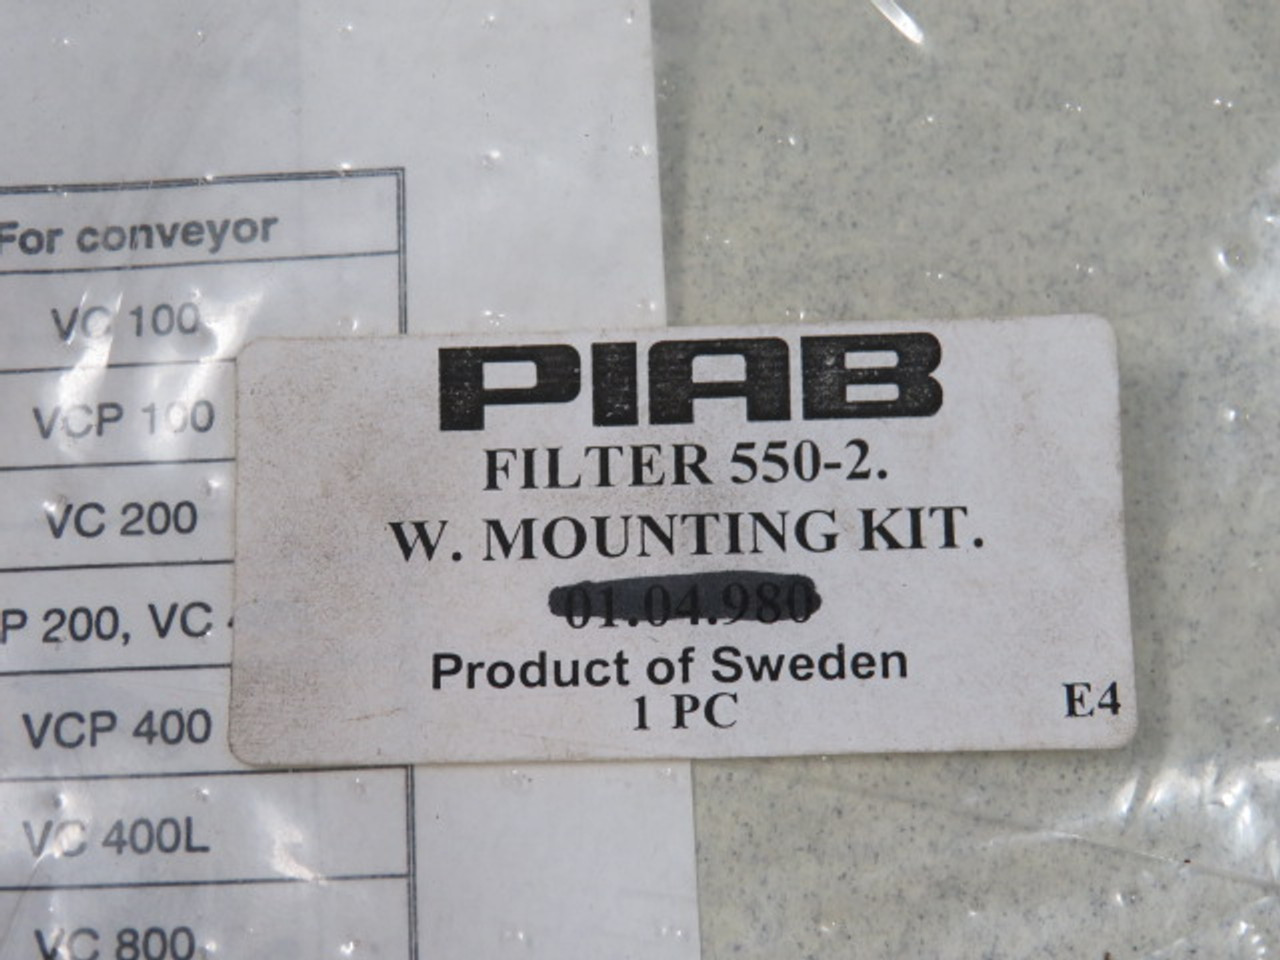 For conveyor
VC 100
VCP 100
VC 200
P 200, VC
VCP 400
VC 400L
VC 800
PIAB
FILTER 550-2.
W. MOUNTING KIT.
01.04.980
Product of Sweden
1 PC
E4